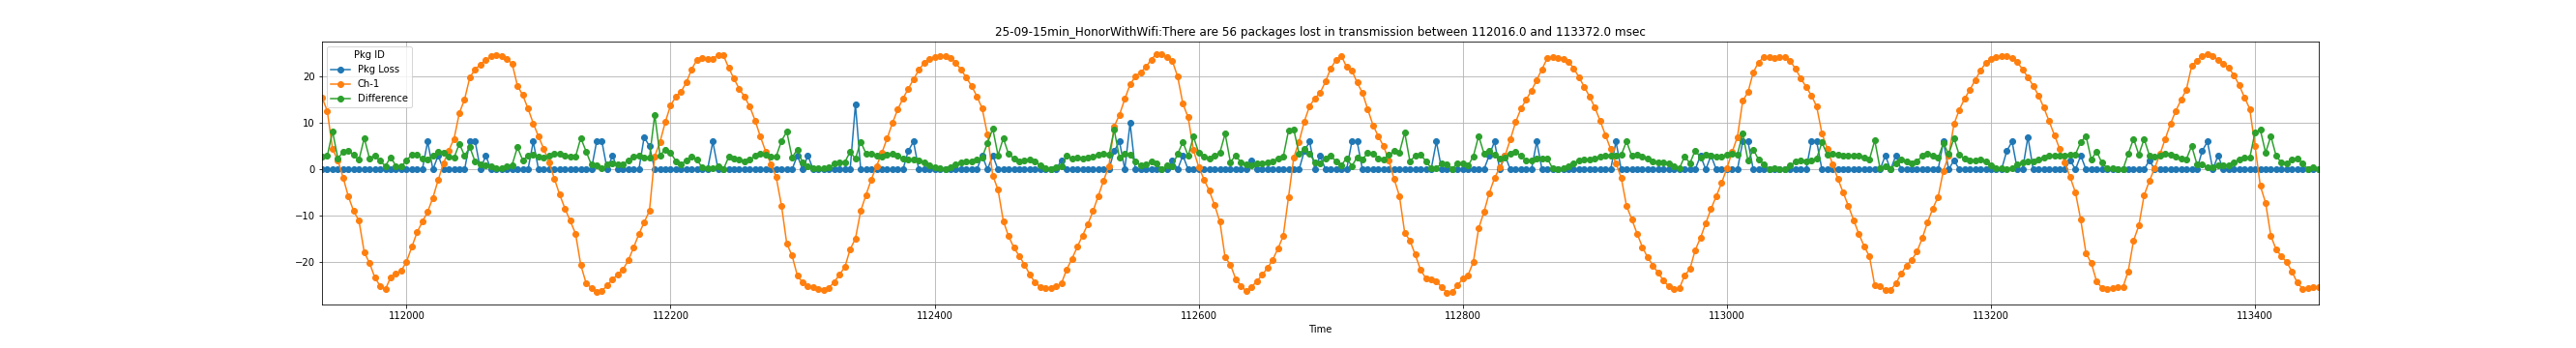 25-09-15min_HonorWithWifi:There are 56 packages lost in transmission between 112016.0 and 113372.0 msec
Pkg ID
Pkg Loss
Ch-1
Difference
20
10
0
−10
−20
112000 112200 112400 112600 112800 113000 113200 113400
Time